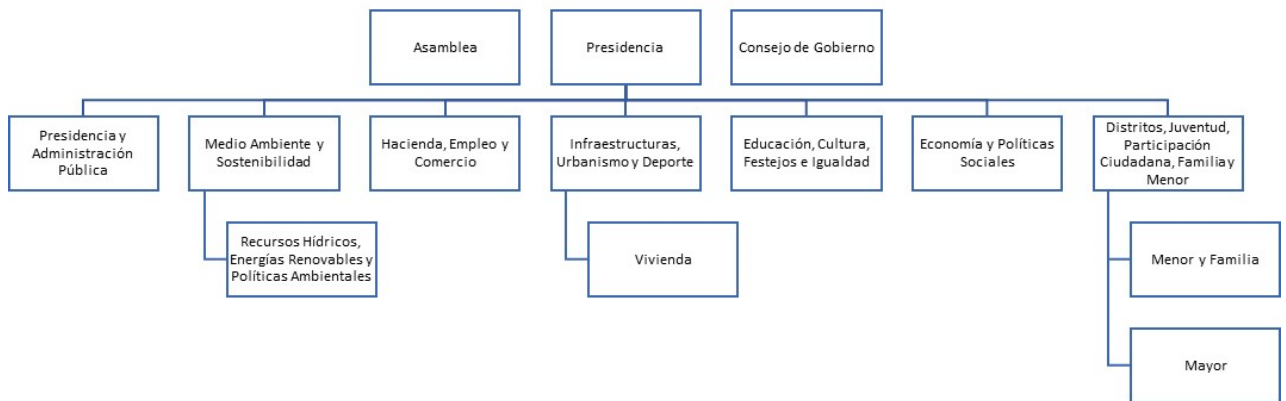 Asamblea
Presidencia
Consejo de Gobierno
Presidencia y
Administración
Pública
Medio Ambiente y
Sostenibilidad
Hacienda, Empleo y
Comercio
Infraestructuras,
Urbanismo y Deporte
Educación, Cultura,
Festejos e Igualdad
Economía y Políticas
Sociales
Distritos, Juventud,
Participación
Ciudadana, Familia y
Menor
Recursos Hídricos,
Energías Renovables y
Políticas Ambientales
Vivienda
Menor y Familia
Mayor